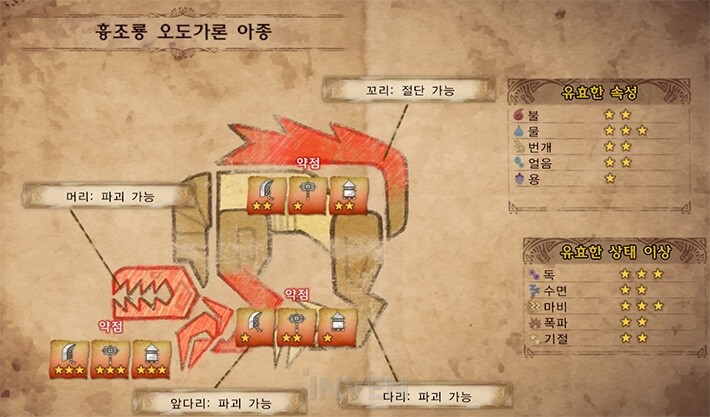 흉조룡 오도가론 아종
꼬리: 절단 가능
유효한 속성
불 ★★
물 ★★★
번개 ★★
얼음 ★★
용 ★
약점
★★ ★ ★★
머리: 파괴 가능
유효한 상태 이상
독 ★★★
수면 ★★
마비 ★★★
폭파 ★★
기절 ★★
약점
★ ★★ ★
약점
★★★ ★★★ ★★★
앞다리: 파괴 가능
다리: 파괴 가능
INVEN